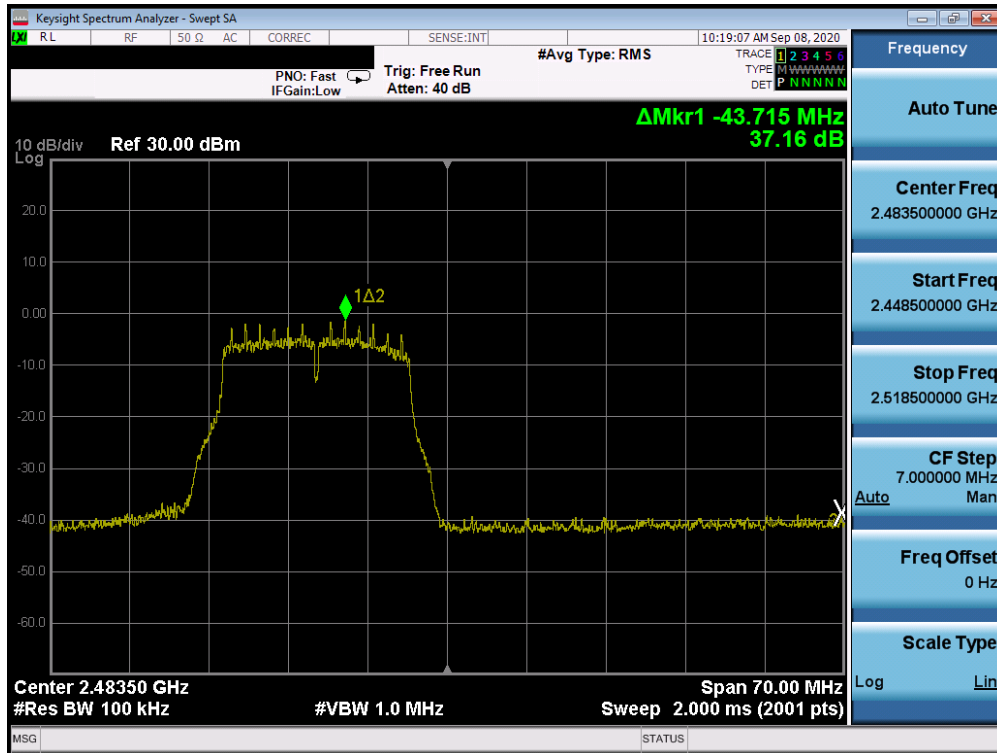 Keysight Spectrum Analyzer - Swept SA
LXI RL RF 50 Ω AC CORREC SENSE:INT 10:19:07 AM Sep 08, 2020
PNO: Fast Trig: Free Run #Avg Type: RMS TRACE 1 2 3 4 5 6
IFGain:Low Atten: 40 dB TYPE M WWWWW
DET P N N N N N
ΔMkr1 -43.715 MHz
37.16 dB
10 dB/div Ref 30.00 dBm
Log
20.0
10.0
1Δ2
0.00
-10.0
-20.0
-30.0
-40.0
-50.0
-60.0
Center 2.48350 GHz Span 70.00 MHz
#Res BW 100 kHz #VBW 1.0 MHz Sweep 2.000 ms (2001 pts)
MSG STATUS
Frequency
Auto Tune
Center Freq
2.483500000 GHz
Start Freq
2.448500000 GHz
Stop Freq
2.518500000 GHz
CF Step
7.000000 MHz
Auto Man
Freq Offset
0 Hz
Scale Type
Log Lin